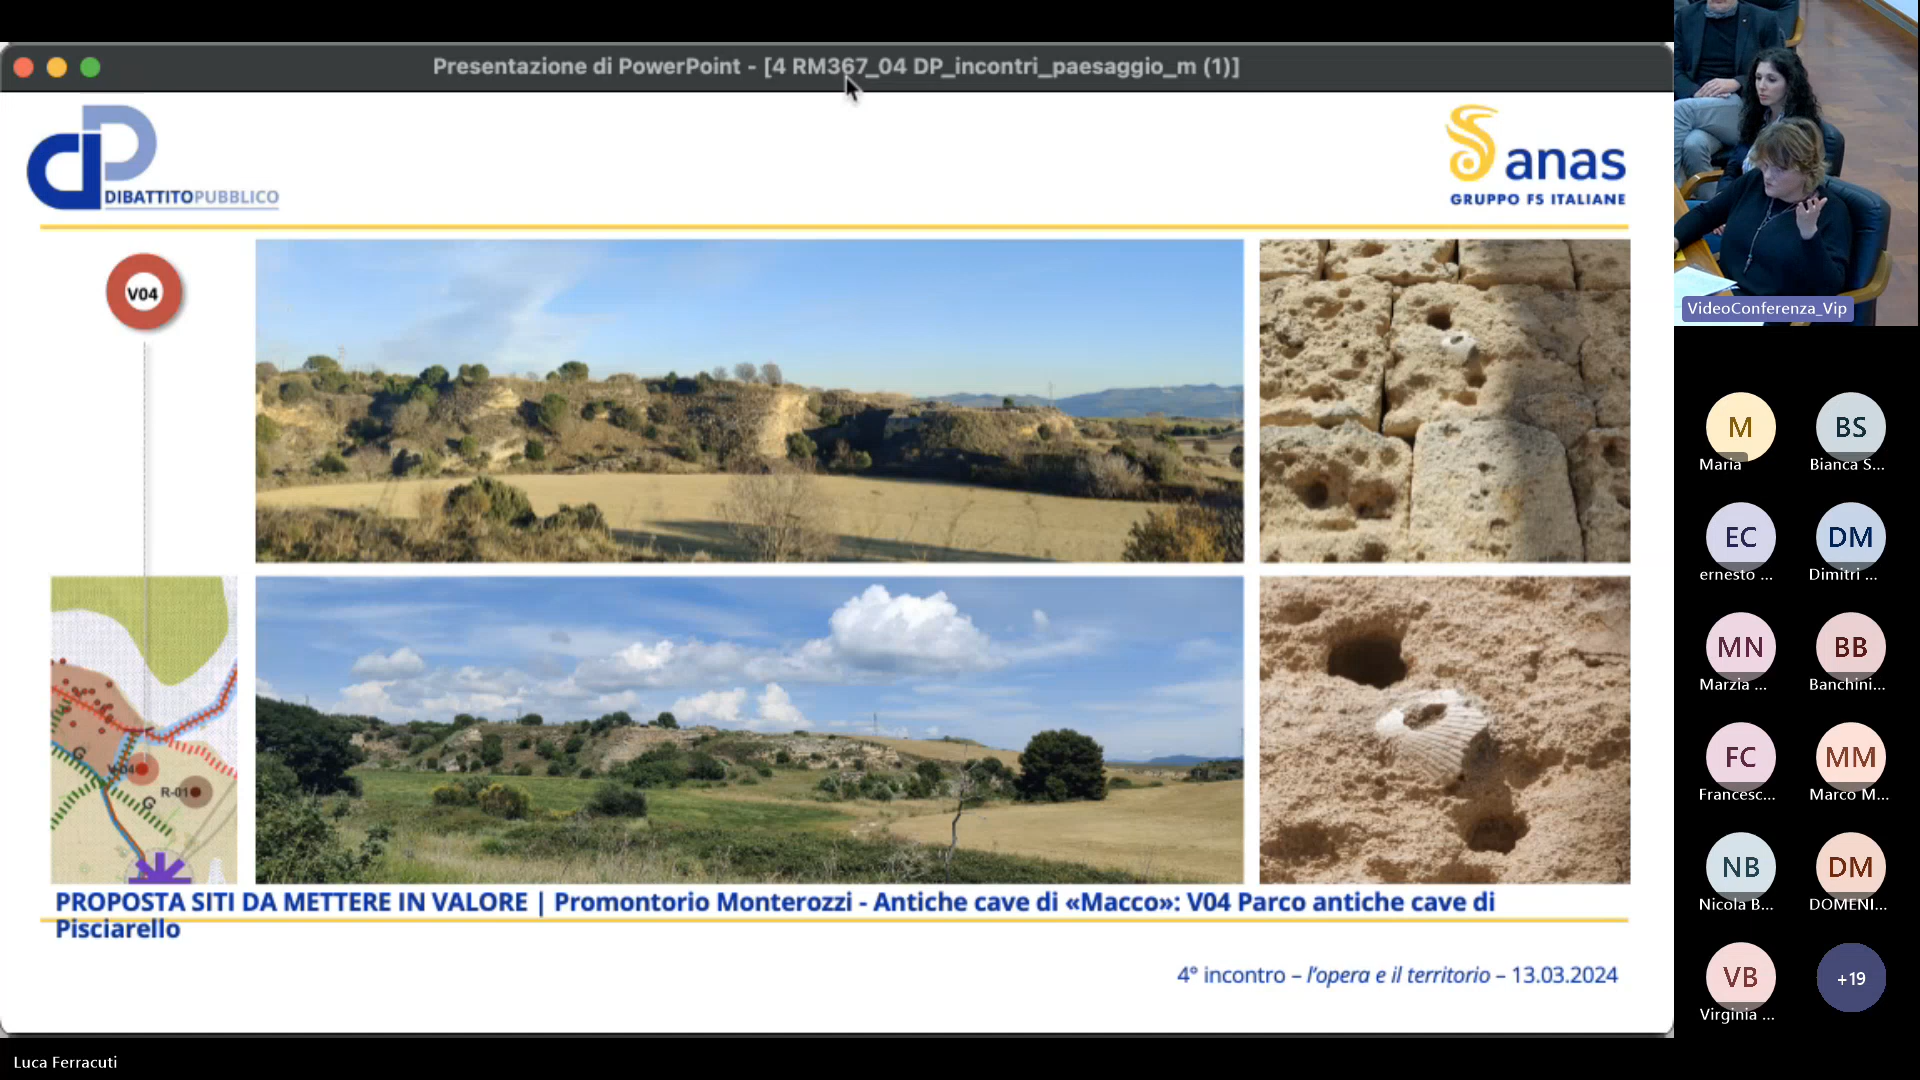 Presentazione di PowerPoint - [4 RM367_04 DP_incontri_paesaggio_m (1)]
dP
DIBATTITOPUBBLICO
anas
GRUPPO FS ITALIANE
V04
V-04
R-01
G
G
PROPOSTA SITI DA METTERE IN VALORE | Promontorio Monterozzi - Antiche cave di «Macco»: V04 Parco antiche cave di
Pisciarello
4° incontro – l'opera e il territorio – 13.03.2024
VideoConferenza_Vip
M
BS
Maria
Bianca S...
EC
DM
ernesto ...
Dimitri ...
MN
BB
Marzia ...
Banchini...
FC
MM
Francesc...
Marco M...
NB
DM
Nicola B...
DOMENI...
VB
+19
Virginia ...
Luca Ferracuti